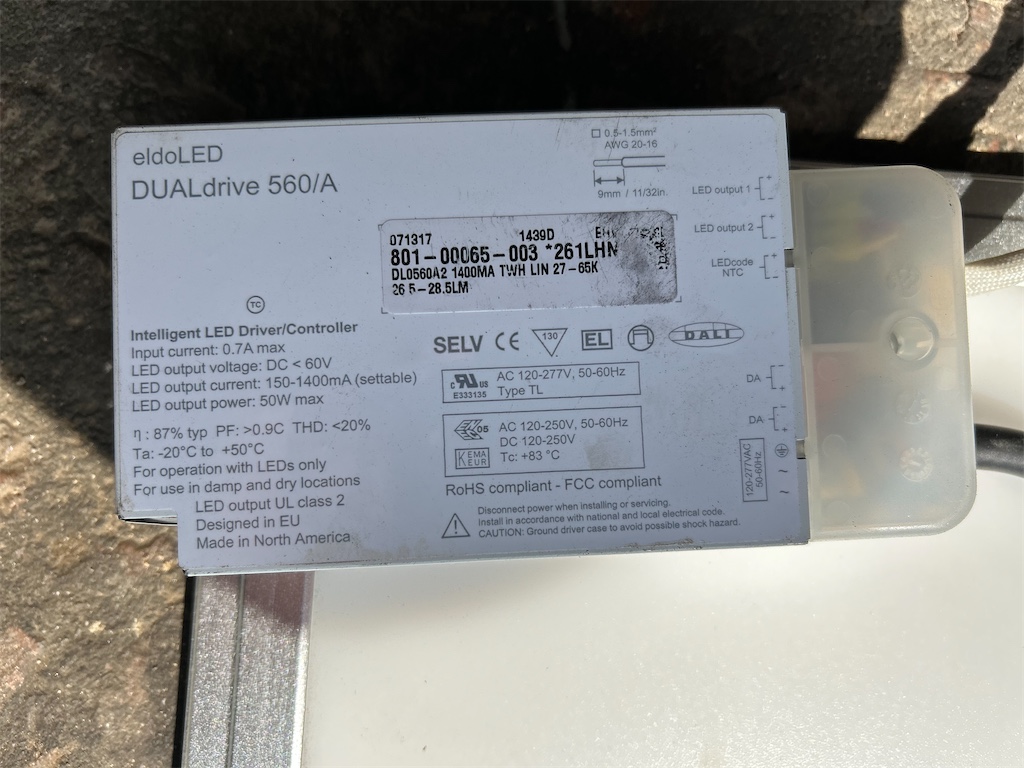 eldoLED
DUALdrive 560/A
0.5-1.5mm²
AWG 20-16
9mm / 11/32in.
LED output 1
LED output 2
LEDcode
NTC
071317 1439D
801-00065-003 *261LHN
DL0560A2 1400MA TWH LIN 27-65K
26.5-28.5LM
TC
Intelligent LED Driver/Controller
Input current: 0.7A max
LED output voltage: DC < 60V
LED output current: 150-1400mA (settable)
LED output power: 50W max
η : 87% typ PF: >0.9C THD: <20%
Ta: -20°C to +50°C
For operation with LEDs only
For use in damp and dry locations
LED output UL class 2
Designed in EU
Made in North America
SELV CE 130 EL DALI
c RU US
E333135
AC 120-277V, 50-60Hz
Type TL
05
KEMA
EUR
AC 120-250V, 50-60Hz
DC 120-250V
Tc: +83 °C
RoHS compliant - FCC compliant
Disconnect power when installing or servicing.
Install in accordance with national and local electrical code.
CAUTION: Ground driver case to avoid possible shock hazard.
DA
DA
120-277VAC
50-60Hz